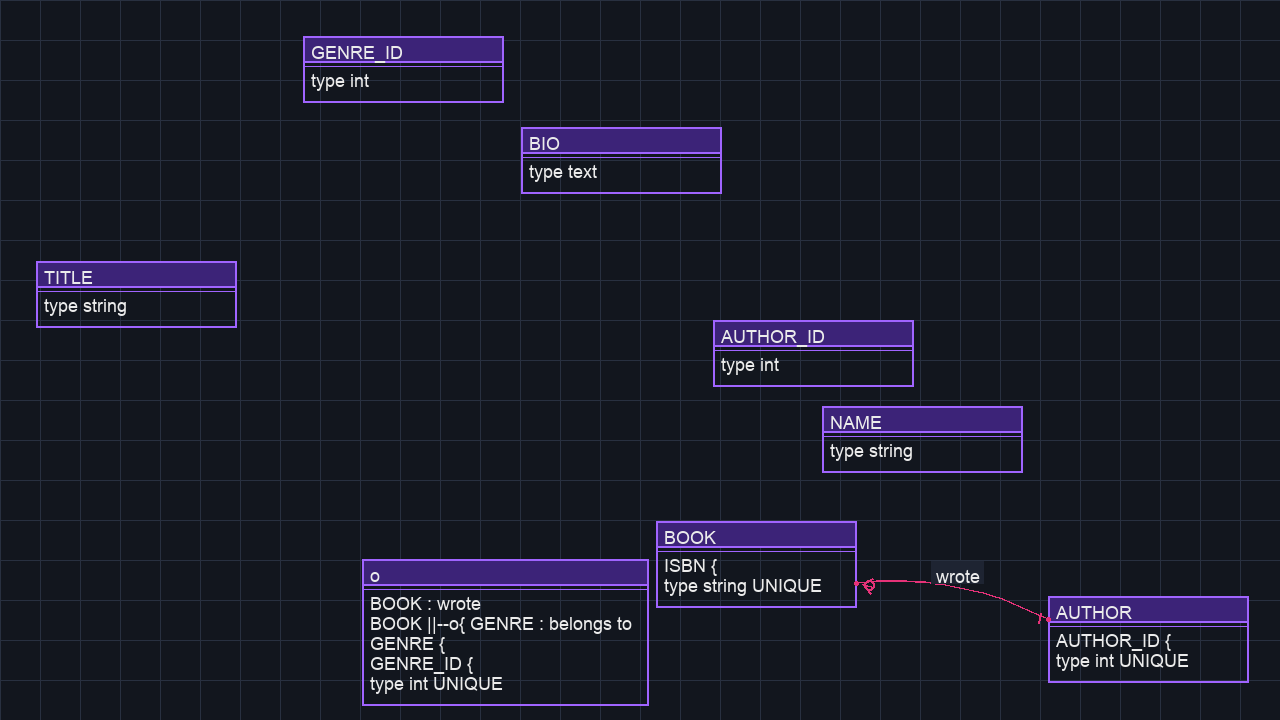 GENRE_ID
type int
BIO
type text
TITLE
type string
AUTHOR_ID
type int
NAME
type string
BOOK
ISBN {
type string UNIQUE
o
BOOK : wrote
BOOK ||--o{ GENRE : belongs to
GENRE {
GENRE_ID {
type int UNIQUE
wrote
AUTHOR
AUTHOR_ID {
type int UNIQUE